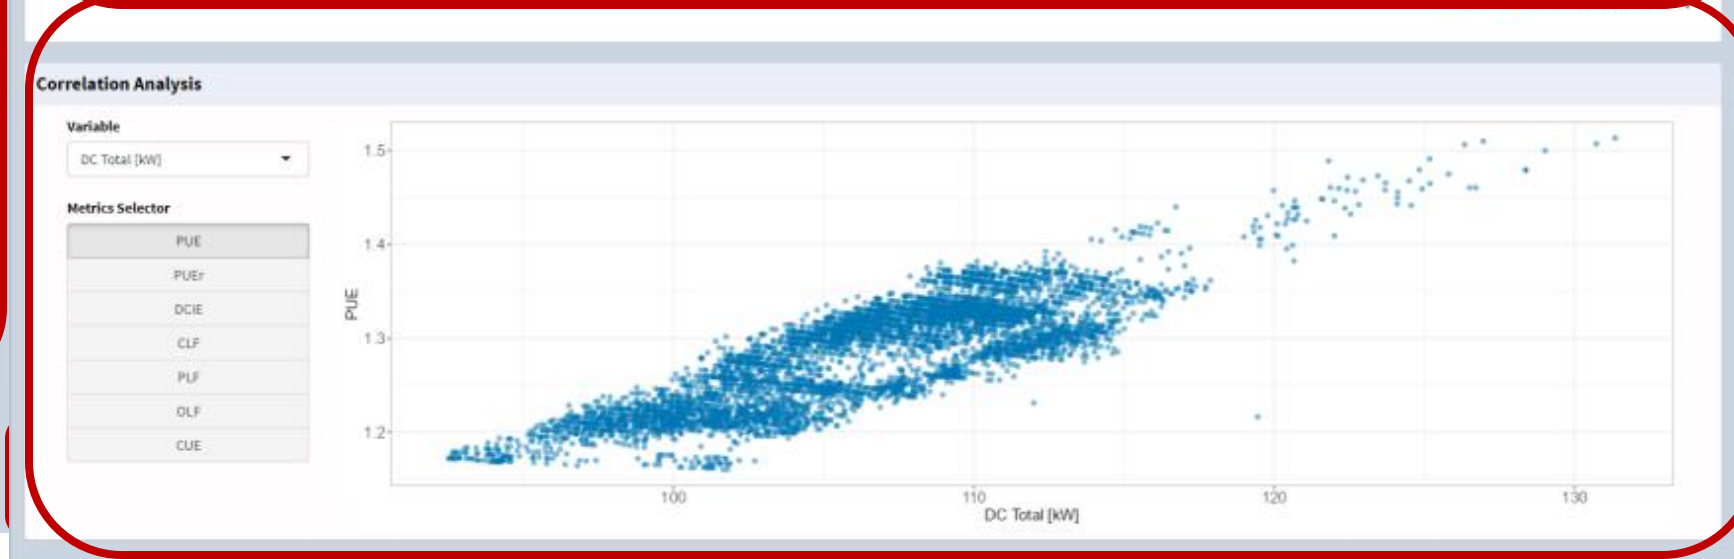 Correlation Analysis
Variable
DC Total [kW]
Metrics Selector
PUE
PUEr
DCiE
CLF
PLF
OLF
CUE
PUE
1.5
1.4
1.3
1.2
100 110 120 130
DC Total [kW]